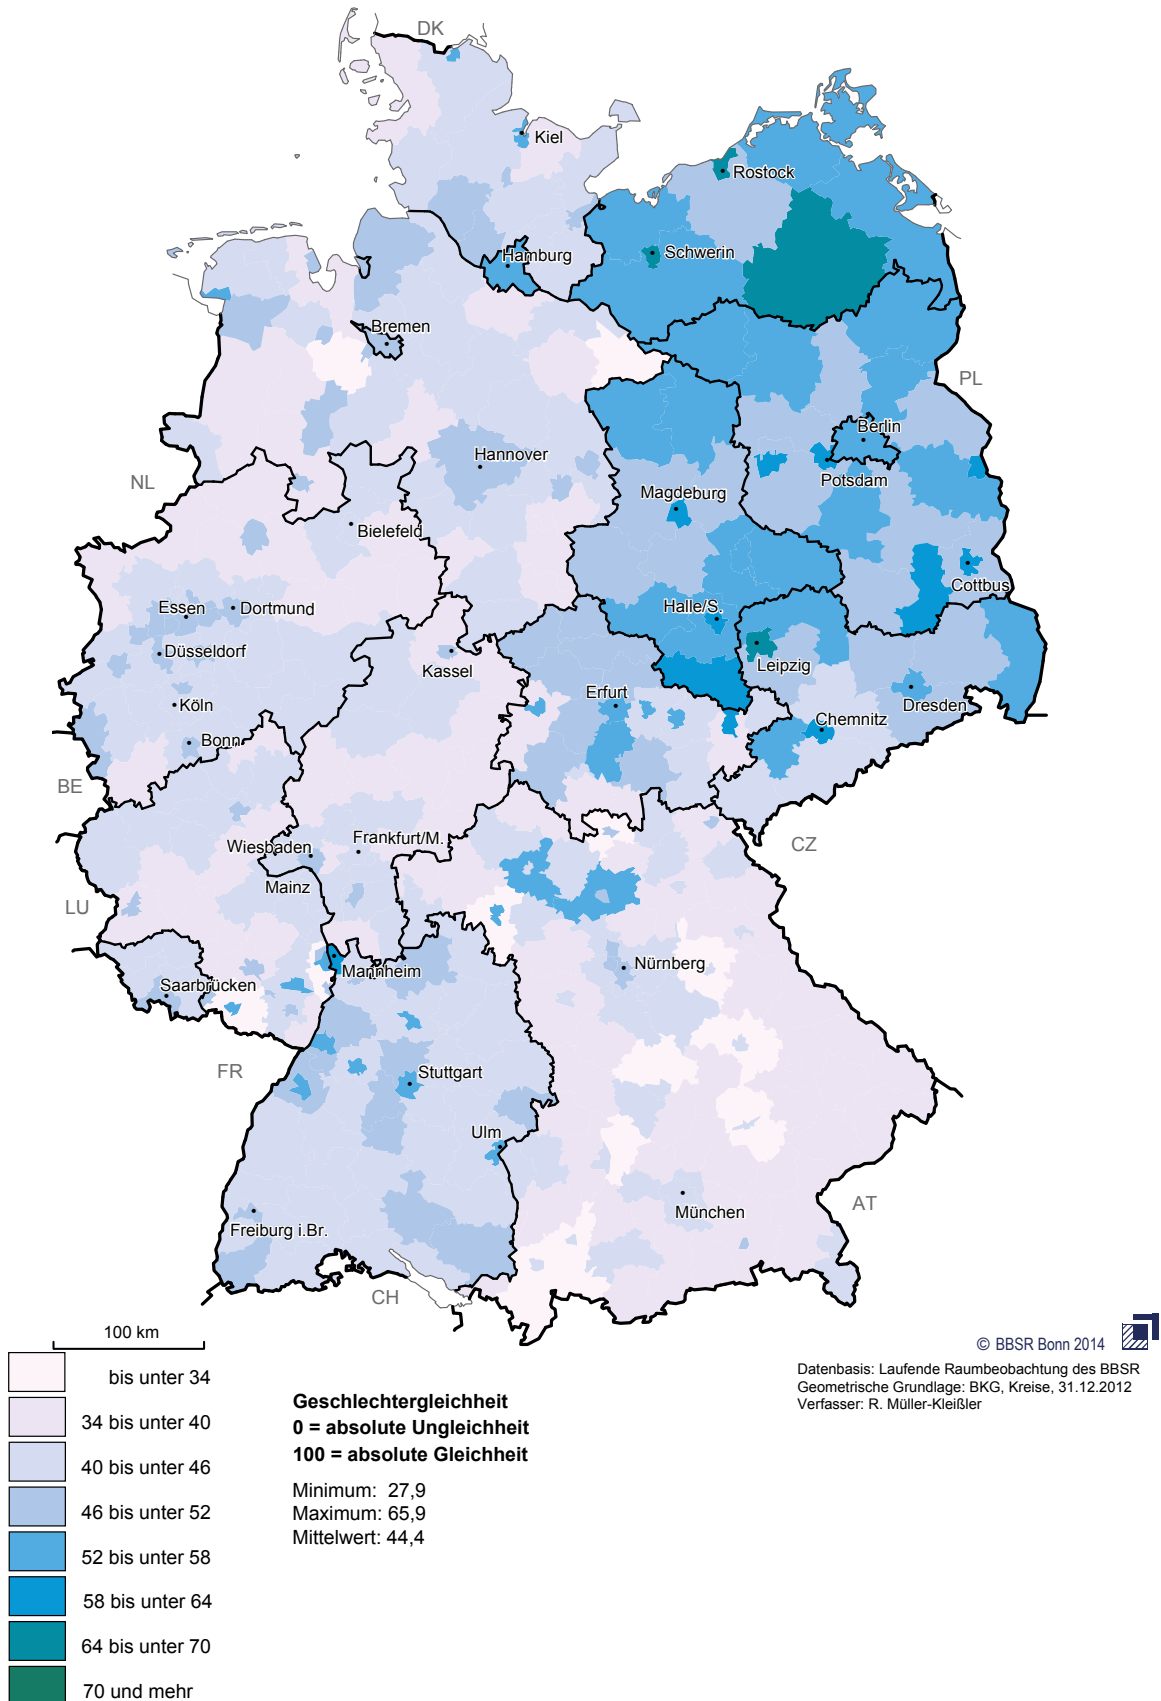 DK
Kiel
Rostock
Schwerin
Hamburg
Bremen
PL
Berlin
Hannover
NL
Potsdam
Magdeburg
Bielefeld
Cottbus
Essen
Dortmund
Halle/S.
Düsseldorf
Leipzig
Kassel
Erfurt
Köln
Dresden
Chemnitz
Bonn
BE
Frankfurt/M.
CZ
Wiesbaden
Mainz
LU
Nürnberg
Mannheim
Saarbrücken
FR
Stuttgart
Ulm
AT
München
Freiburg i.Br.
CH
100 km
© BBSR Bonn 2014
Datenbasis: Laufende Raumbeobachtung des BBSR
Geometrische Grundlage: BKG, Kreise, 31.12.2012
Verfasser: R. Müller-Kleißler
bis unter 34
34 bis unter 40
40 bis unter 46
46 bis unter 52
52 bis unter 58
58 bis unter 64
64 bis unter 70
70 und mehr
Geschlechtergleichheit
0 = absolute Ungleichheit
100 = absolute Gleichheit
Minimum: 27,9
Maximum: 65,9
Mittelwert: 44,4